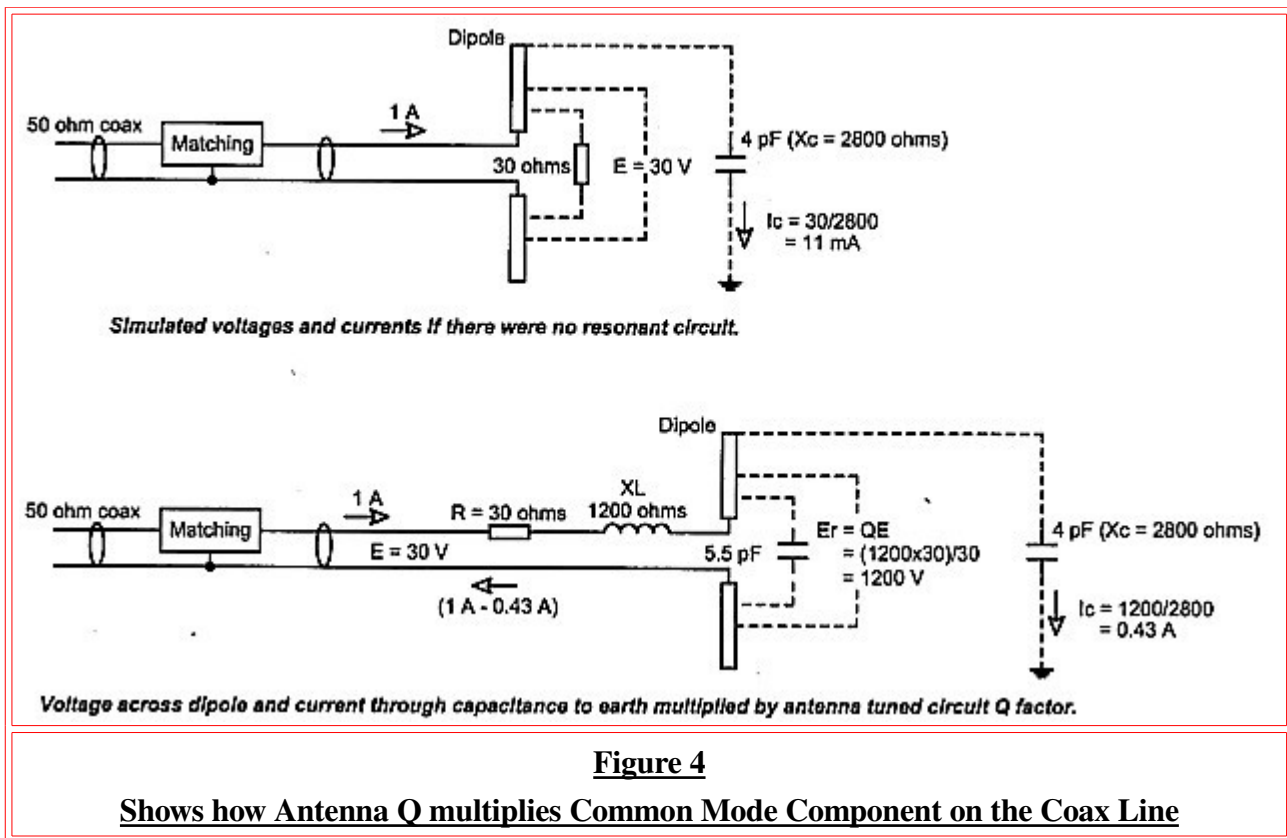 Dipole
1 A
50 ohm coax
Matching
4 pF (Xc = 2800 ohms)
30 ohms
E = 30 V
Ic = 30/2800
= 11 mA
Simulated voltages and currents if there were no resonant circuit.
Dipole
XL
1200 ohms
50 ohm coax
1 A
R = 30 ohms
Matching
E = 30 V
5.5 pF
Er = QE
= (1200x30)/30
= 1200 V
4 pF (Xc = 2800 ohms)
(1 A - 0.43 A)
Ic = 1200/2800
= 0.43 A
Voltage across dipole and current through capacitance to earth multiplied by antenna tuned circuit Q factor.
Figure 4
Shows how Antenna Q multiplies Common Mode Component on the Coax Line